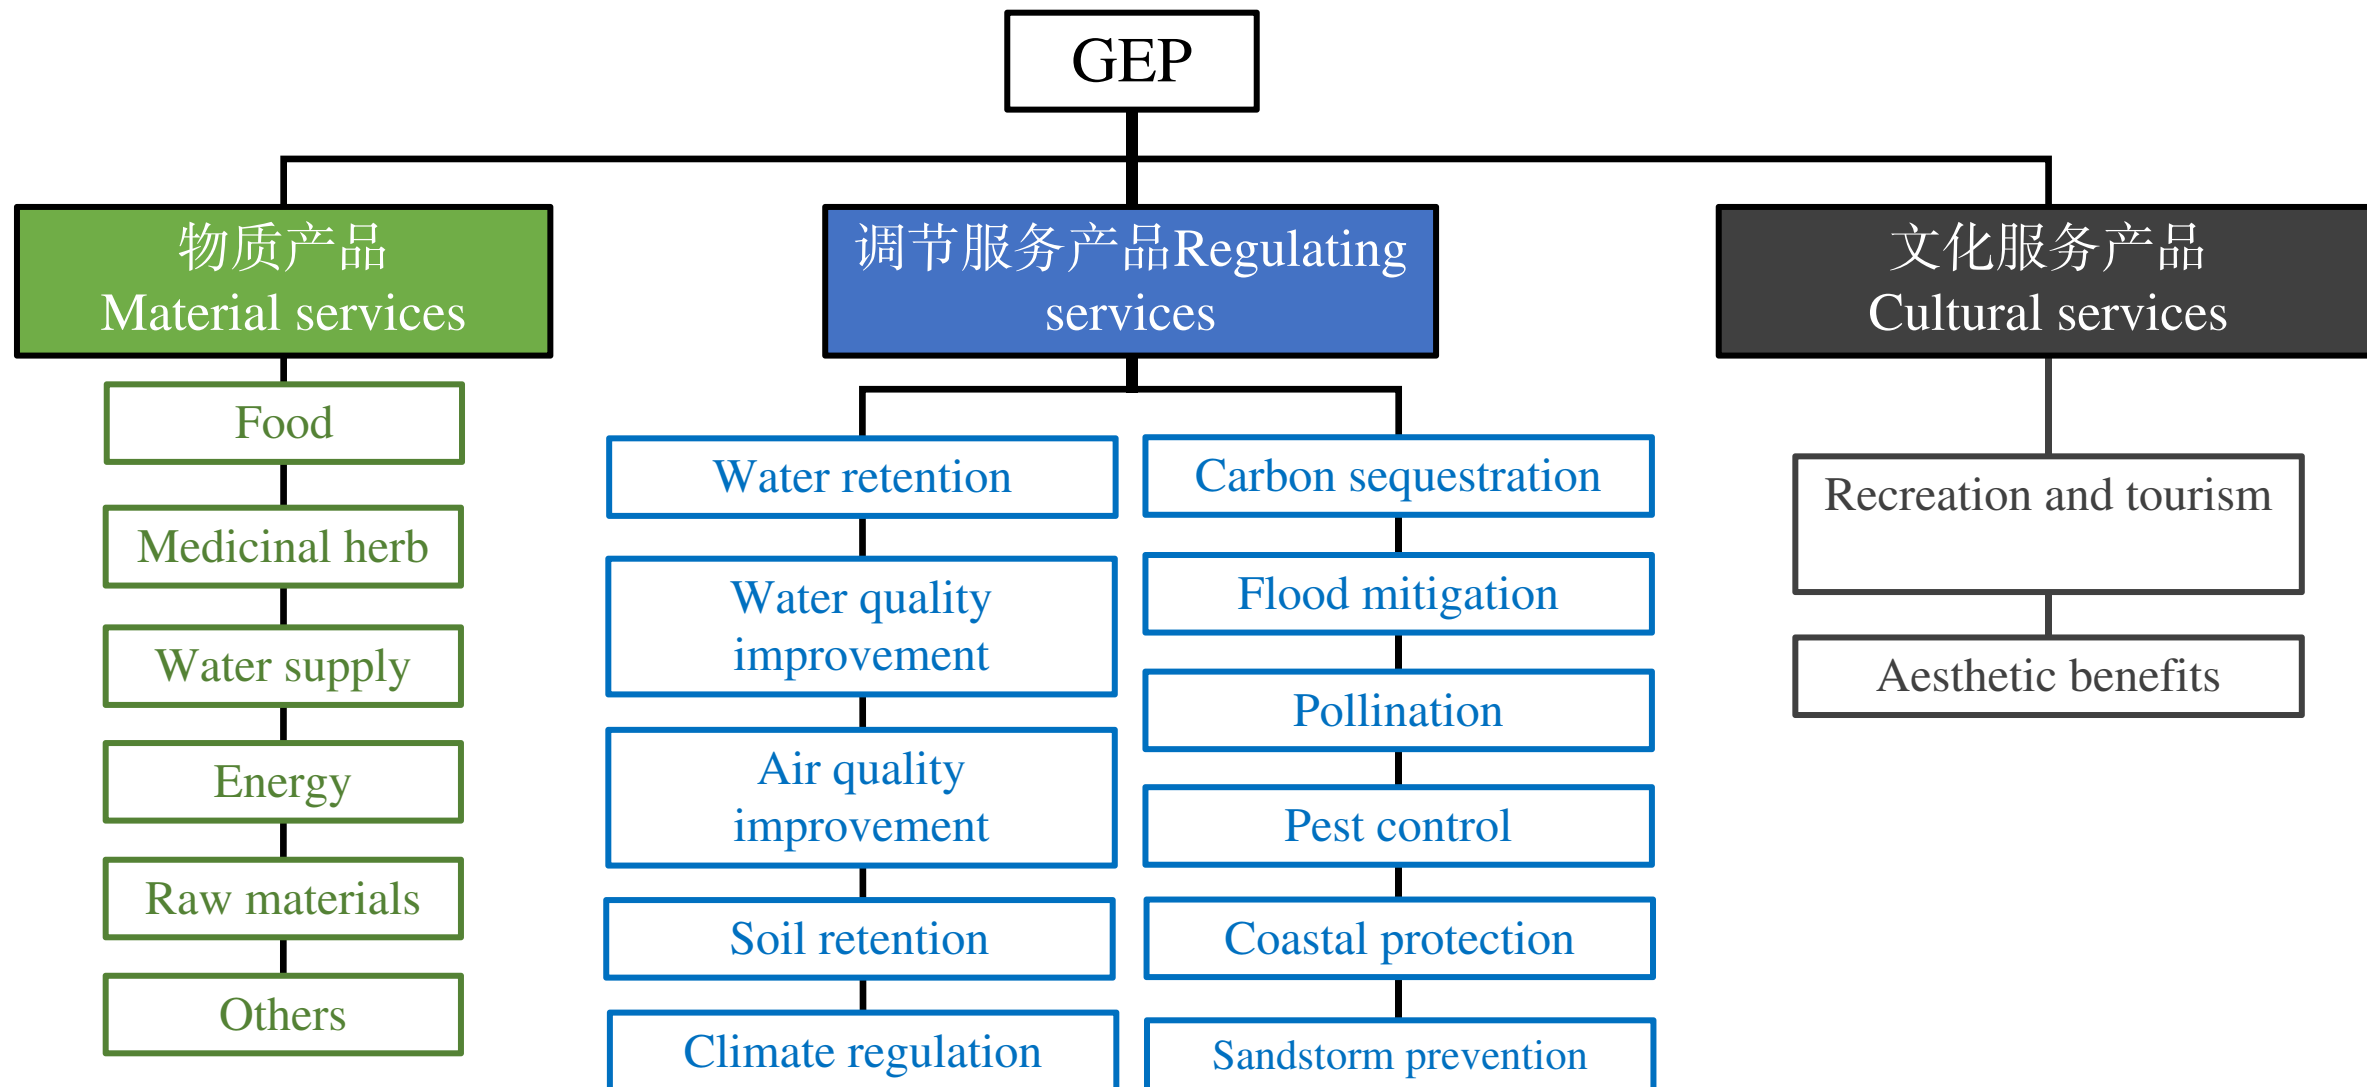 GEP
物质产品
Material services
调节服务产品Regulating
services
文化服务产品
Cultural services
Food
Medicinal herb
Water supply
Energy
Raw materials
Others
Water retention
Water quality
improvement
Air quality
improvement
Soil retention
Climate regulation
Carbon sequestration
Flood mitigation
Pollination
Pest control
Coastal protection
Sandstorm prevention
Recreation and tourism
Aesthetic benefits